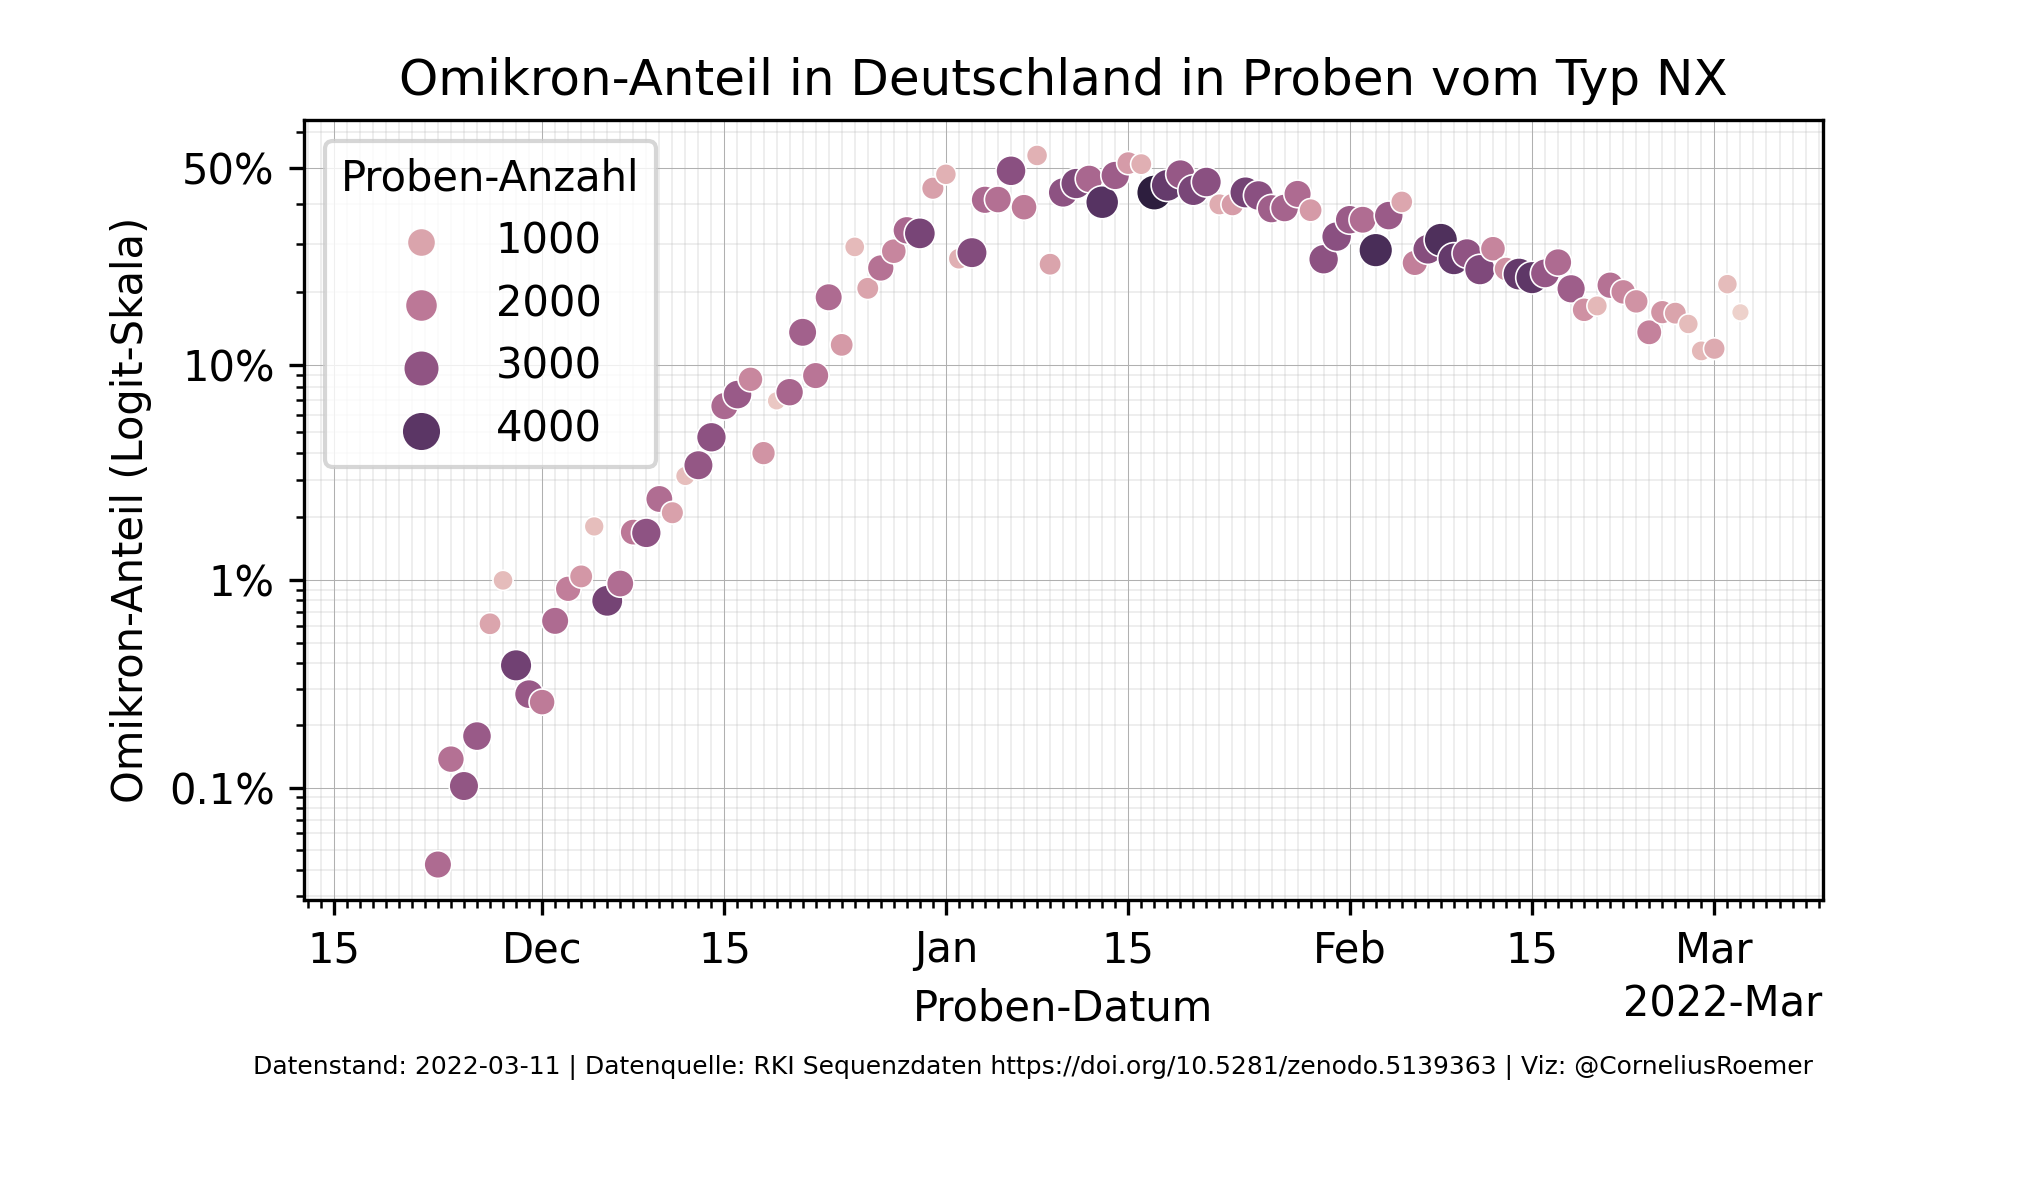 Omikron-Anteil in Deutschland in Proben vom Typ NX
Omikron-Anteil (Logit-Skala)
50%
10%
1%
0.1%
Proben-Anzahl
1000
2000
3000
4000
15 Dec 15 Jan 15 Feb 15 Mar
2022-Mar
Proben-Datum
Datenstand: 2022-03-11 | Datenquelle: RKI Sequenzdaten https://doi.org/10.5281/zenodo.5139363 | Viz: @CorneliusRoemer